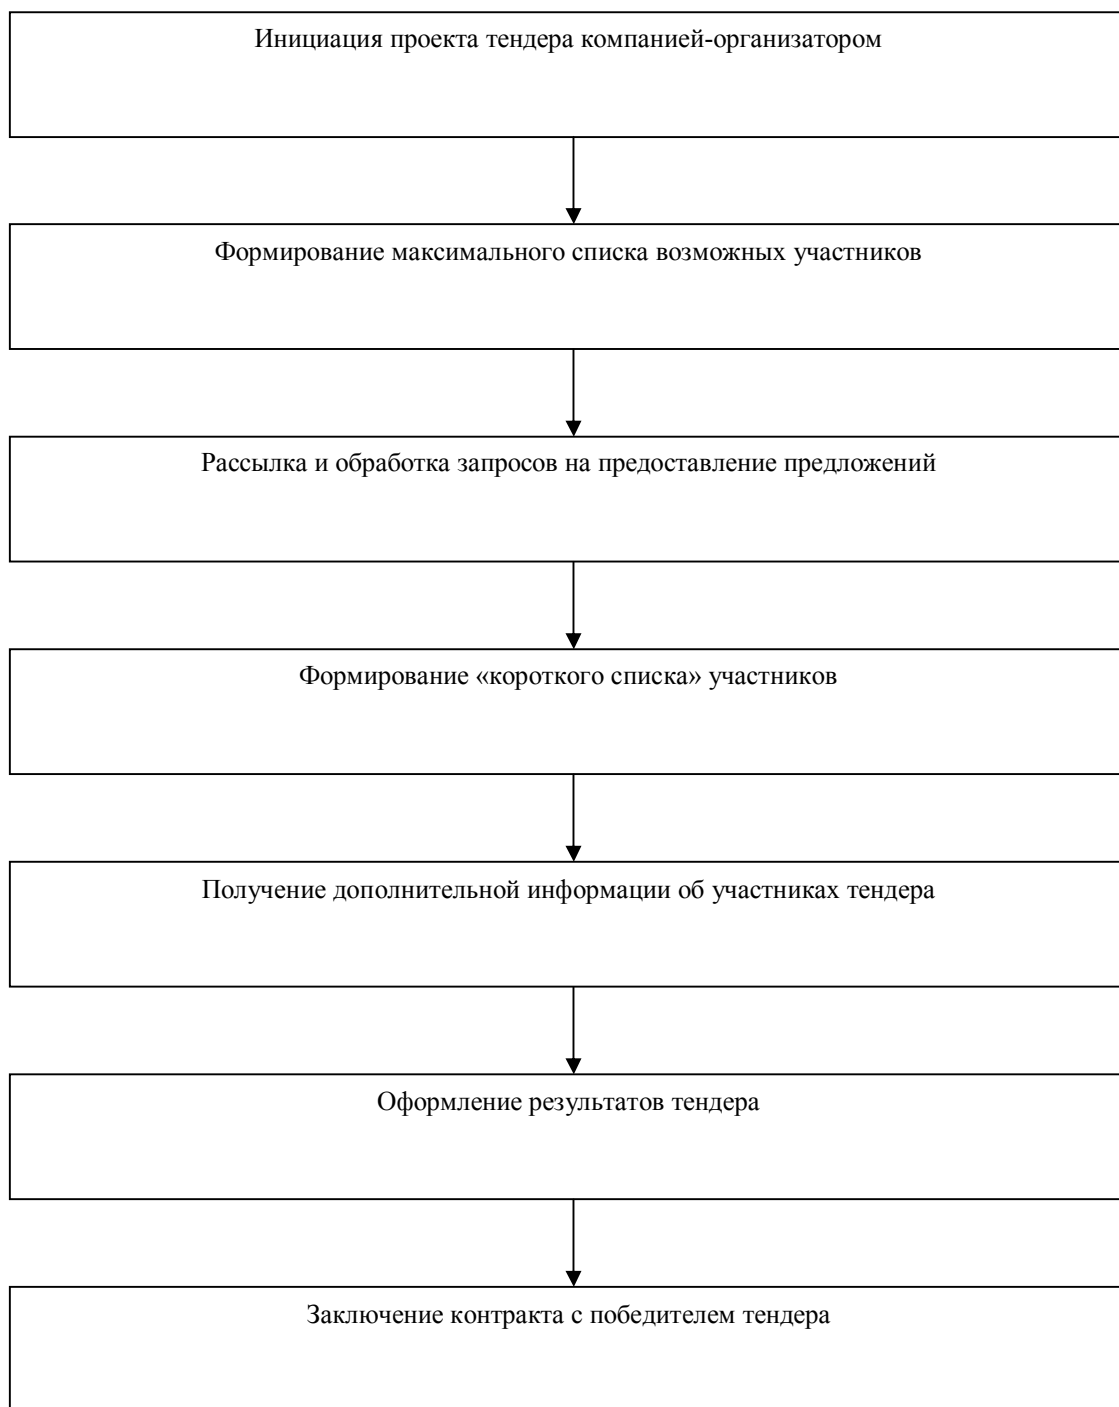 Инициация проекта тендера компанией-организатором
Формирование максимального списка возможных участников
Рассылка и обработка запросов на предоставление предложений
Формирование «короткого списка» участников
Получение дополнительной информации об участниках тендера
Оформление результатов тендера
Заключение контракта с победителем тендера